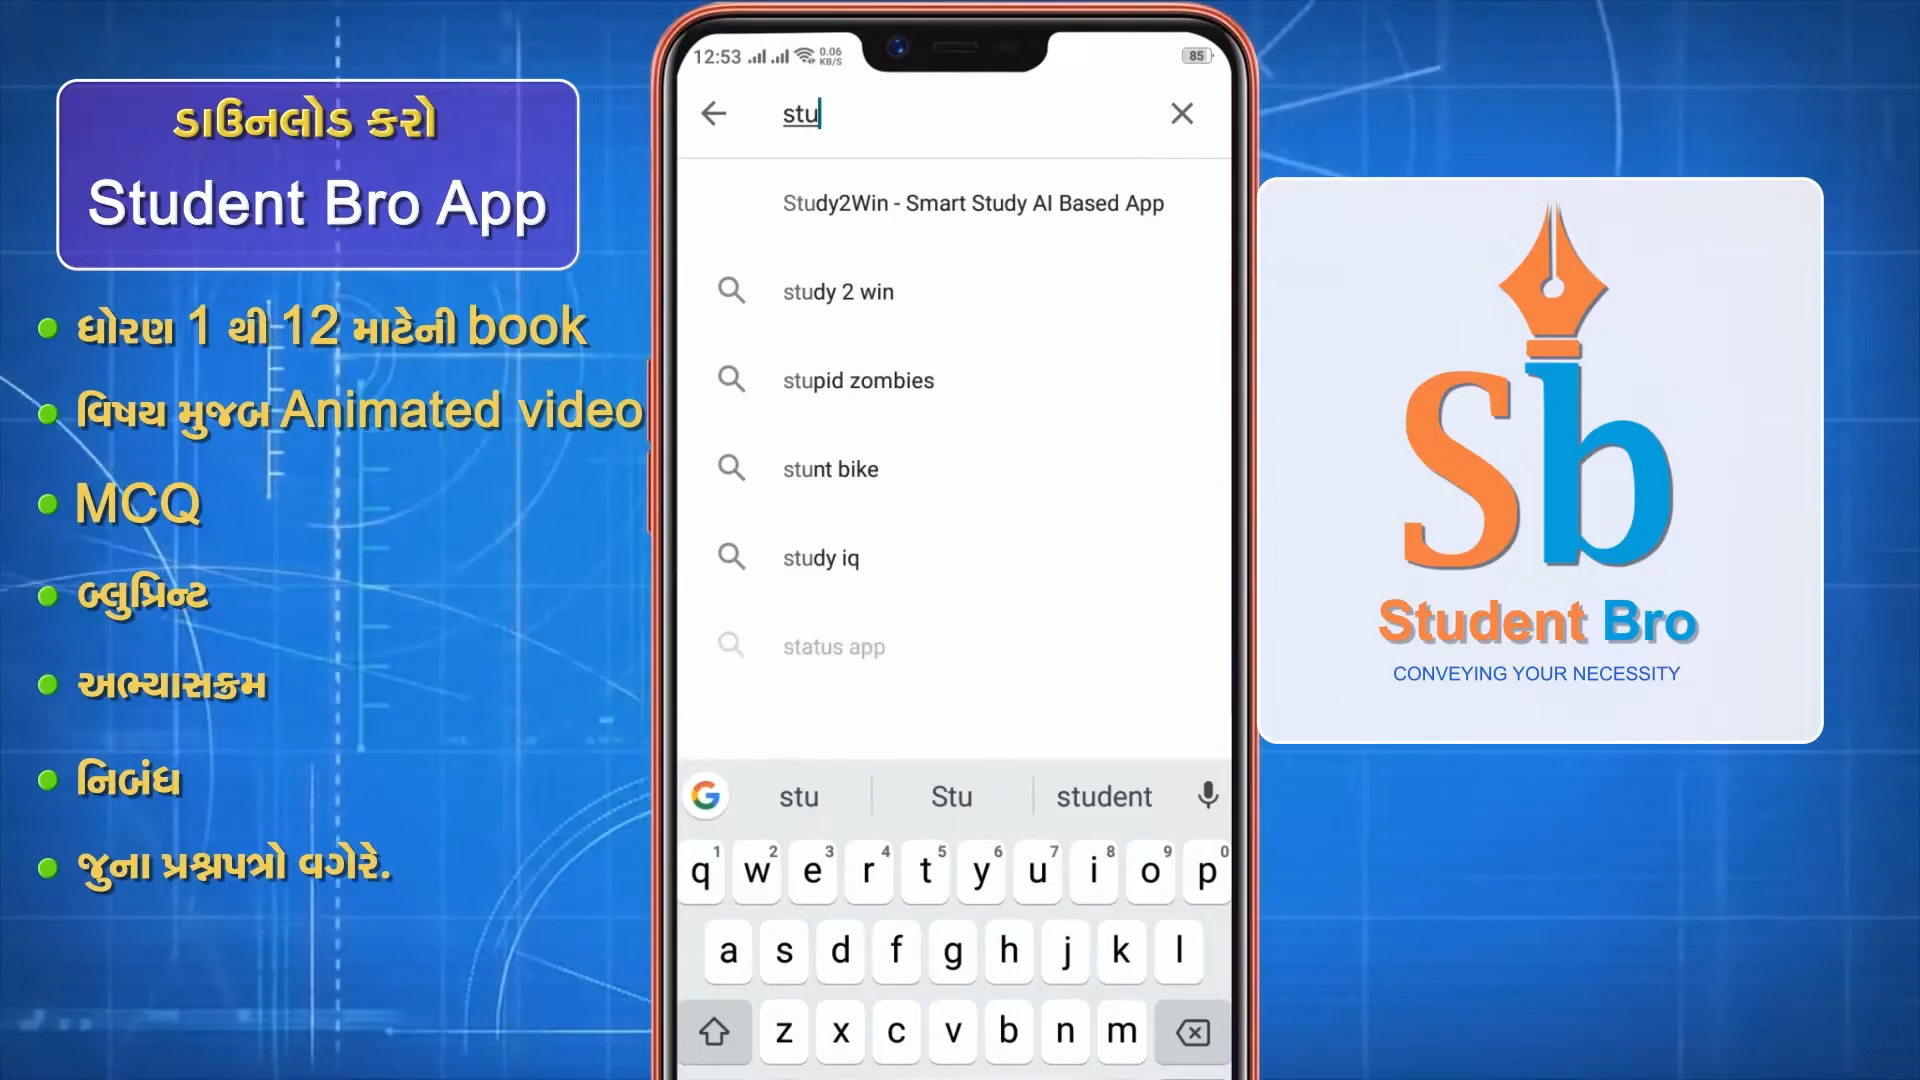 ડાઉનલોડ કરો
Student Bro App
ધોરણ 1 થી 12 માટેની book
વિષય મુજબ Animated video
MCQ
બ્લુપ્રિન્ટ
અભ્યાસક્રમ
નિબંધ
જુના પ્રશ્નપત્રો વગેરે.
12:53 0.06 KB/S 85
stu
Study2Win - Smart Study AI Based App
study 2 win
stupid zombies
stunt bike
study iq
status app
stu Stu student
1 2 3 4 5 6 7 8 9 0
q w e r t y u i o p
a s d f g h j k l
z x c v b n m
Sb
Student Bro
CONVEYING YOUR NECESSITY